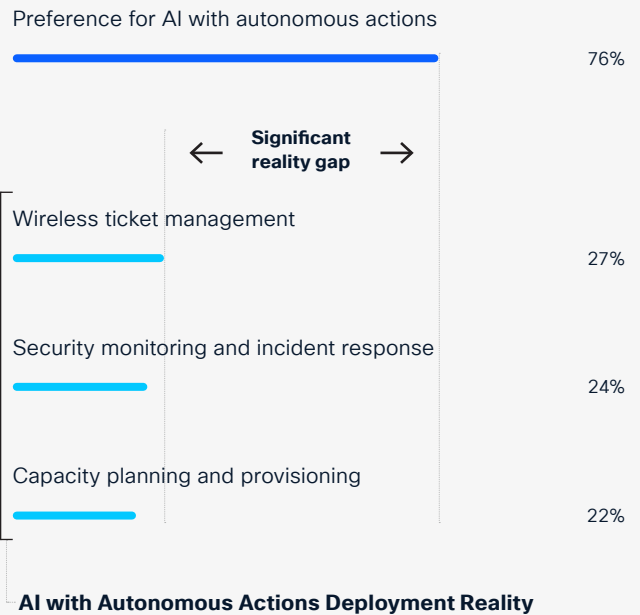 Preference for AI with autonomous actions
76%
Significant
reality gap
Wireless ticket management
27%
Security monitoring and incident response
24%
Capacity planning and provisioning
22%
AI with Autonomous Actions Deployment Reality